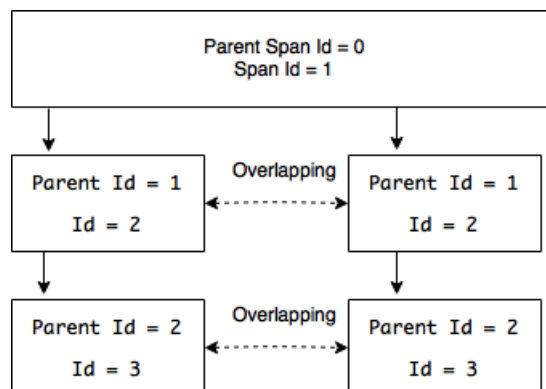 Parent Span Id = 0
Span Id = 1
Parent Id = 1
Id = 2
Overlapping
Parent Id = 1
Id = 2
Parent Id = 2
Id = 3
Overlapping
Parent Id = 2
Id = 3